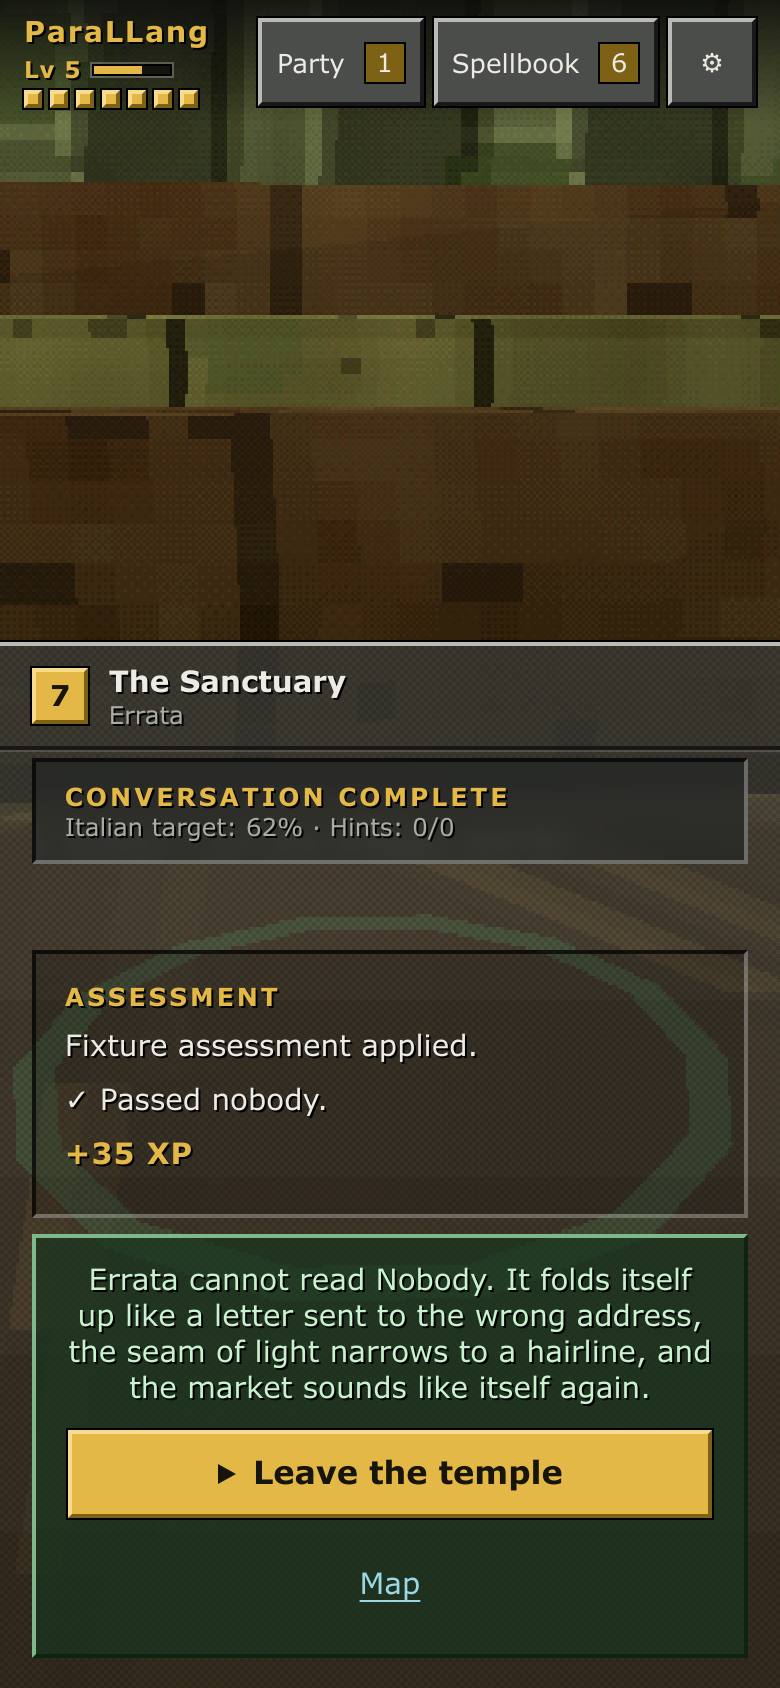 ParaLLang
Lv 5
Party 1
Spellbook 6
⚙
7
The Sanctuary
Errata
CONVERSATION COMPLETE
Italian target: 62% · Hints: 0/0
ASSESSMENT
Fixture assessment applied.
✓ Passed nobody.
+35 XP
Errata cannot read Nobody. It folds itself
up like a letter sent to the wrong address,
the seam of light narrows to a hairline, and
the market sounds like itself again.
▶ Leave the temple
Map